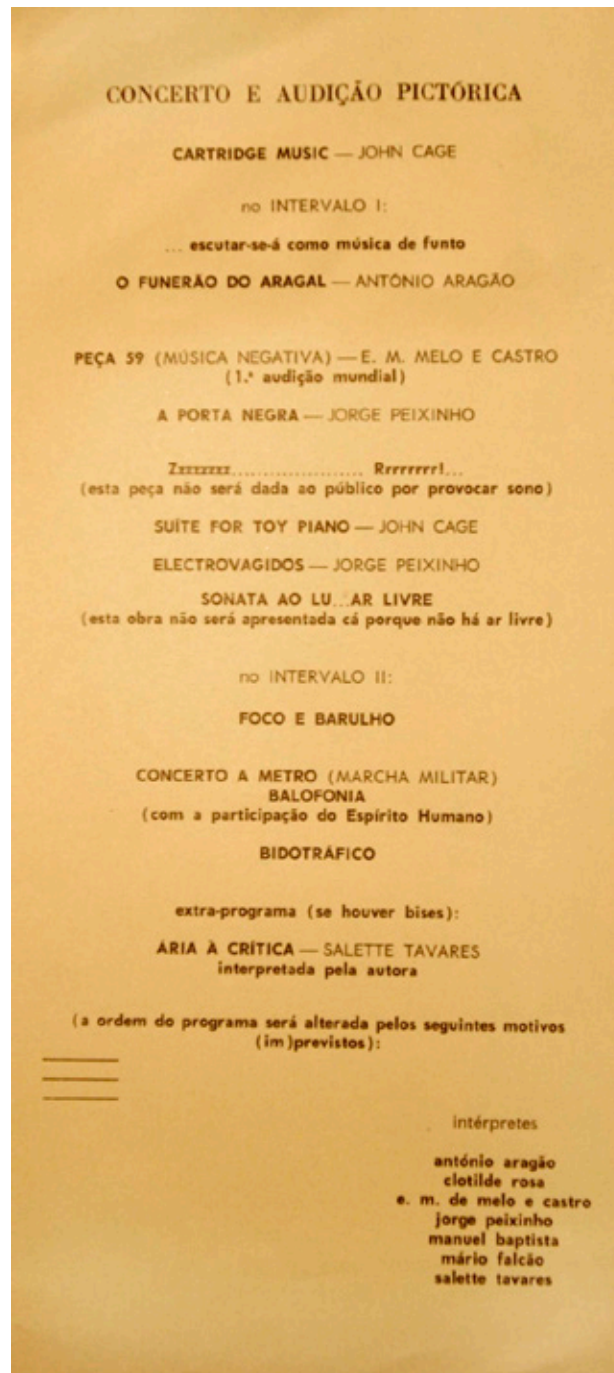 CONCERTO E AUDIÇÃO PICTÓRICA
CARTRIDGE MUSIC — JOHN CAGE
no INTERVALO I:
... escutar-se-á como música de funto
O FUNERÃO DO ARAGAL — ANTÓNIO ARAGÃO
PEÇA 59 (MÚSICA NEGATIVA) — E. M. MELO E CASTRO
(1.ª audição mundial)
A PORTA NEGRA — JORGE PEIXINHO
Zzzzzzzz.................... Rrrrrrrr!...
(esta peça não será dada ao público por provocar sono)
SUÍTE FOR TOY PIANO — JOHN CAGE
ELECTROVAGIDOS — JORGE PEIXINHO
SONATA AO LU...AR LIVRE
(esta obra não será apresentada cá porque não há ar livre)
no INTERVALO II:
FOCO E BARULHO
CONCERTO A METRO (MARCHA MILITAR)
BALOFONIA
(com a participação do Espírito Humano)
BIDOTRÁFICO
extra-programa (se houver bises):
ÁRIA À CRÍTICA — SALETTE TAVARES
interpretada pela autora
(a ordem do programa será alterada pelos seguintes motivos
(im)previstos):
intérpretes
antónio aragão
clotilde rosa
e. m. de melo e castro
jorge peixinho
manuel baptista
mário falcão
salette tavares